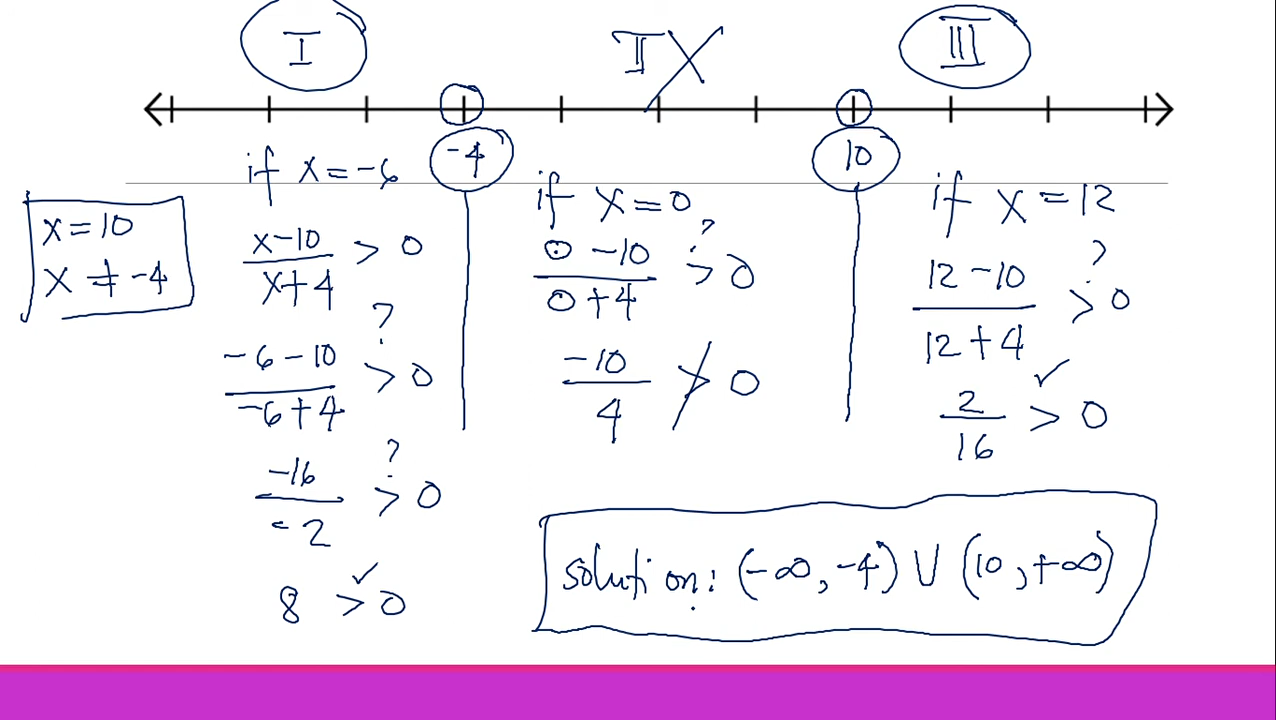 I II III
-4 10
x = 10
x ≠ -4
if x = -6
x-10/x+4 > 0
-6-10/-6+4 >? 0
-16/-2 >? 0
8 > 0 ✓
if x = 0
0-10/0+4 >? 0
-10/4 ≯ 0
if x = 12
12-10/12+4 >? 0
2/16 > 0 ✓
solution: (-∞, -4) ∪ (10, +∞)